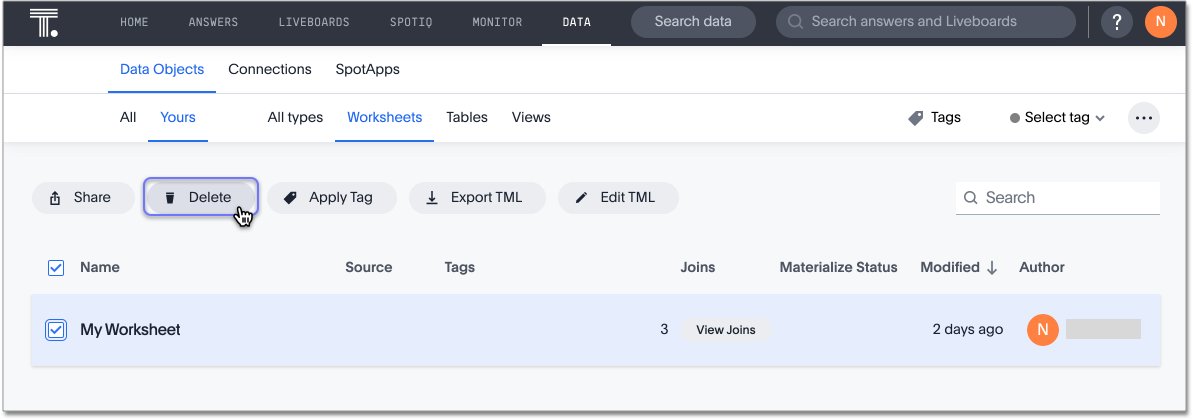 T. HOME ANSWERS LIVEBOARDS SPOTIQ MONITOR DATA Search data Search answers and Liveboards ? N
Data Objects Connections SpotApps
All Yours All types Worksheets Tables Views Tags Select tag
Share Delete Apply Tag Export TML Edit TML Search
Name Source Tags Joins Materialize Status Modified Author
My Worksheet 3 View Joins 2 days ago N